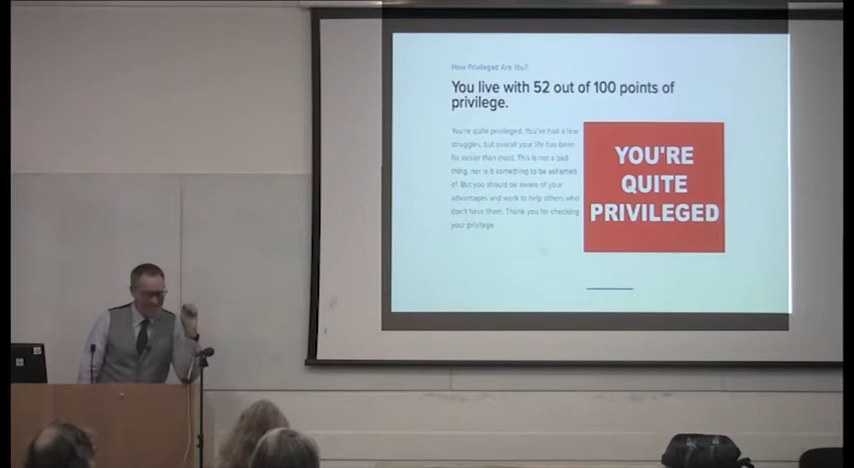 How Privileged Are You?
You live with 52 out of 100 points of
privilege.
You're quite privileged. You've had a few
struggles, but overall your life has been
far easier than most. This is not a bad
thing, nor is it something to be ashamed
of. But you should be aware of your
advantages and work to help others who
don't have them. Thank you for checking
your privilege.
YOU'RE
QUITE
PRIVILEGED